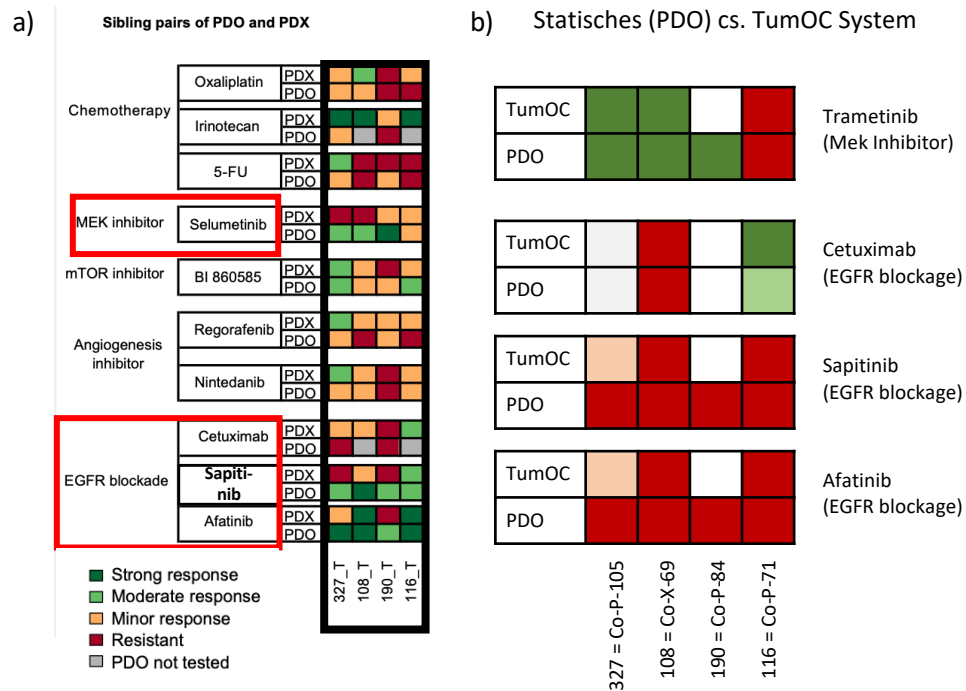 a)
Sibling pairs of PDO and PDX
Chemotherapy
Oxaliplatin
PDX
PDO
Irinotecan
PDX
PDO
5-FU
PDX
PDO
MEK inhibitor
Selumetinib
PDX
PDO
mTOR inhibitor
BI 860585
PDX
PDO
Angiogenesis
inhibitor
Regorafenib
PDX
PDO
Nintedanib
PDX
PDO
EGFR blockade
Cetuximab
PDX
PDO
Sapiti-
nib
PDX
PDO
Afatinib
PDX
PDO
327_T
108_T
190_T
116_T
Strong response
Moderate response
Minor response
Resistant
PDO not tested
b)
Statisches (PDO) cs. TumOC System
TumOC
PDO
Trametinib
(Mek Inhibitor)
TumOC
PDO
Cetuximab
(EGFR blockage)
TumOC
PDO
Sapitinib
(EGFR blockage)
TumOC
PDO
Afatinib
(EGFR blockage)
327 = Co-P-105
108 = Co-X-69
190 = Co-P-84
116 = Co-P-71